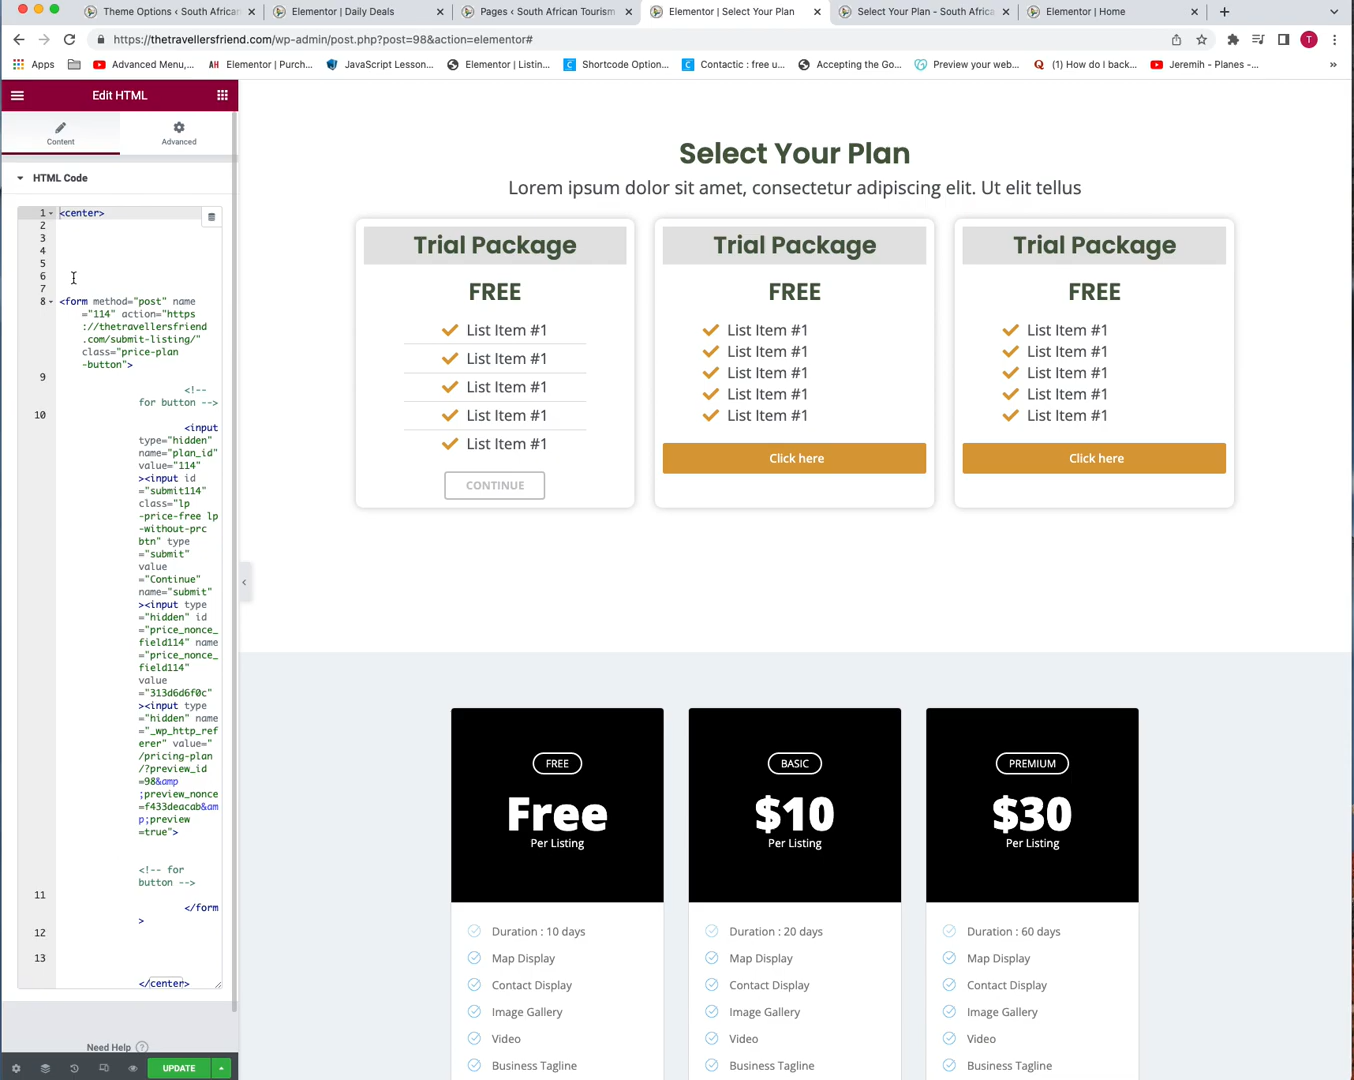 Theme Options ‹ South African
Elementor | Daily Deals
Pages ‹ South African Tourism
Elementor | Select Your Plan
Select Your Plan - South Africa
Elementor | Home
https://thetravellersfriend.com/wp-admin/post.php?post=98&action=elementor#
T
Apps
Advanced Menu,...
AH Elementor | Purch...
JavaScript Lesson...
Elementor | Listin...
Shortcode Option...
Contactic : free u...
Accepting the Go...
Preview your web...
(1) How do I back...
Jeremih - Planes -...
»
Edit HTML
Content
Advanced
HTML Code
1 <center>
2
3
4
5
6
7
8 <form method="post" name
="114" action="https
://thetravellersfriend
.com/submit-listing/"
class="price-plan
-button">
9
<!--
for button -->
10
<input
type="hidden"
name="plan_id"
value="114"
><input id
="submit114"
class="lp
-price-free lp
-without-prc
btn" type
="submit"
value
="Continue"
name="submit"
><input type
="hidden" id
="price_nonce_
field114" name
="price_nonce_
field114"
value
="313d6d6f0c"
><input type
="hidden" name
="_wp_http_ref
erer" value="
/pricing-plan
/?preview_id
=98&amp
;preview_nonce
=f433deacab&am
p;preview
=true">
<!-- for
button -->
11
</form
>
12
13
</center>
Need Help ?
UPDATE
Select Your Plan
Lorem ipsum dolor sit amet, consectetur adipiscing elit. Ut elit tellus
Trial Package
FREE
List Item #1
List Item #1
List Item #1
List Item #1
List Item #1
CONTINUE
Trial Package
FREE
List Item #1
List Item #1
List Item #1
List Item #1
List Item #1
Click here
Trial Package
FREE
List Item #1
List Item #1
List Item #1
List Item #1
List Item #1
Click here
FREE
Free
Per Listing
Duration : 10 days
Map Display
Contact Display
Image Gallery
Video
Business Tagline
BASIC
$10
Per Listing
Duration : 20 days
Map Display
Contact Display
Image Gallery
Video
Business Tagline
PREMIUM
$30
Per Listing
Duration : 60 days
Map Display
Contact Display
Image Gallery
Video
Business Tagline